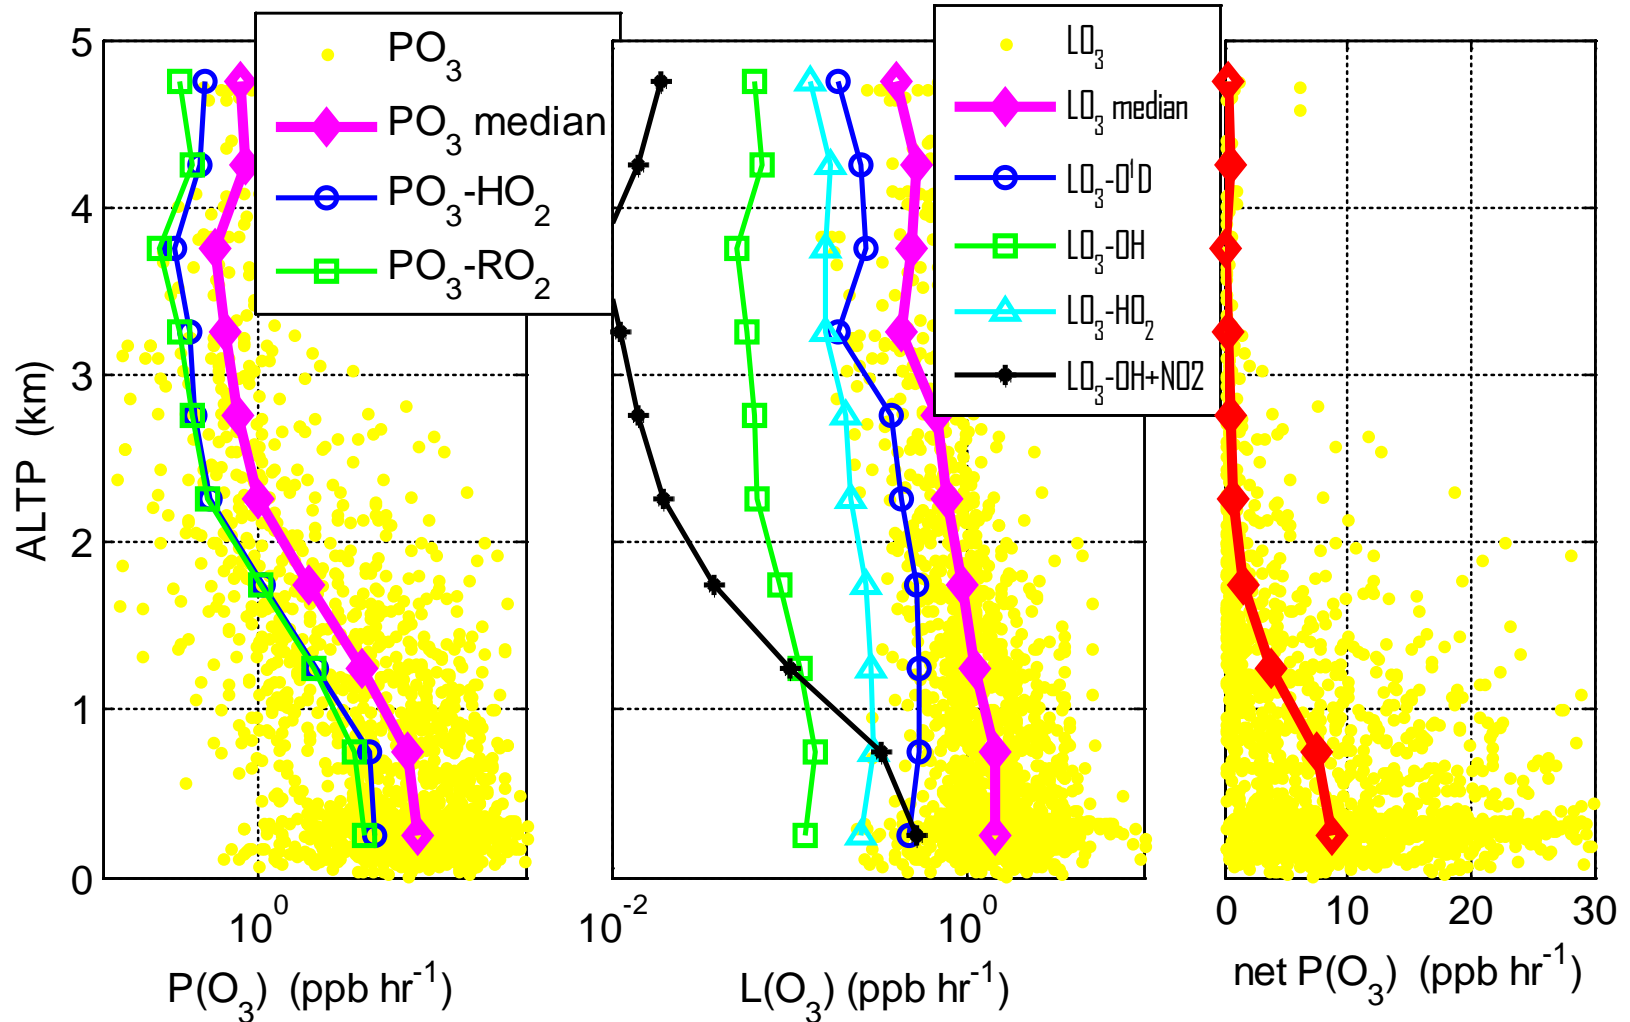 PO3
PO3 median
PO3-HO2
PO3-RO2
LO3
LO3 median
LO3-O1D
LO3-OH
LO3-HO2
LO3-OH+NO2
5
4
3
2
1
0
ALTP (km)
10^0
10^-2
10^0
0
10
20
30
P(O3) (ppb hr^-1)
L(O3) (ppb hr^-1)
net P(O3) (ppb hr^-1)